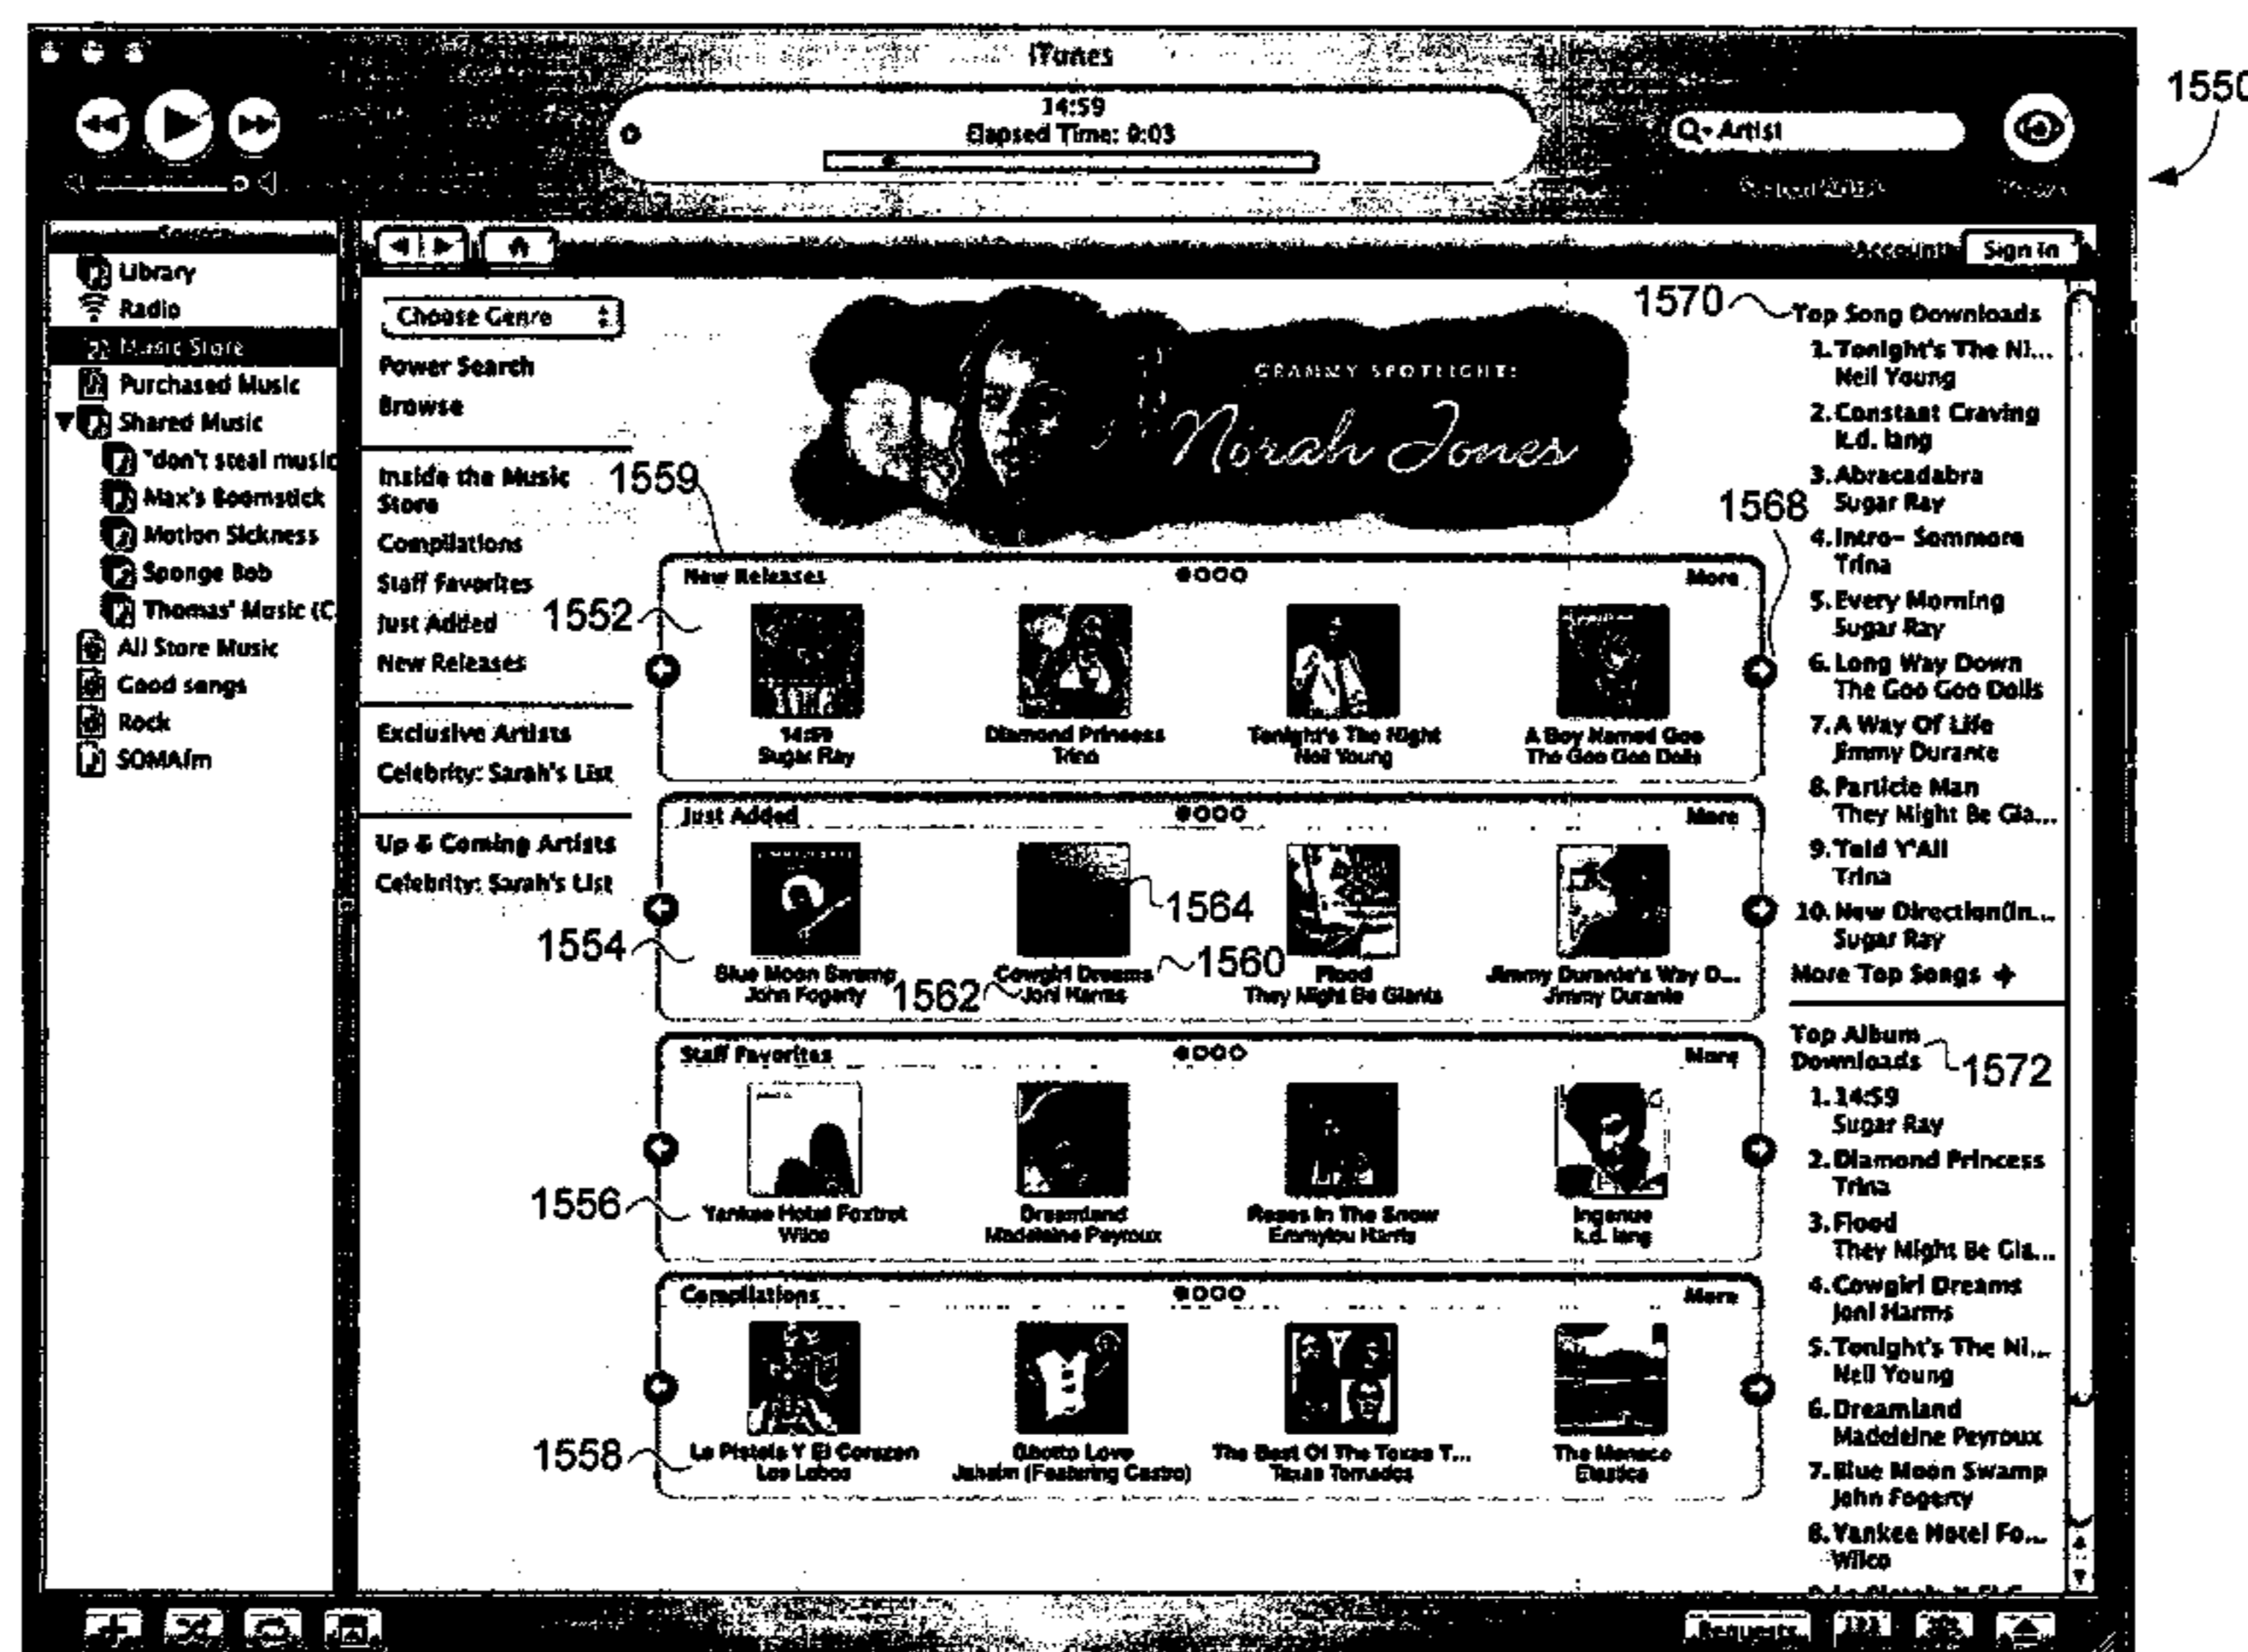 iTunes
1550
14:59
Elapsed Time: 0:03
Artist
Source
Library
Radio
Music Store
Purchased Music
Shared Music
"don't steal music
Max's Boomstick
Motion Sickness
Sponge Bob
Thomas' Music (C
All Store Music
Good songs
Rock
SOMAfm
Account:
Sign In
Choose Genre
Power Search
Browse
Inside the Music
Store
Compilations
Staff Favorites
Just Added
New Releases
Exclusive Artists
Celebrity: Sarah's List
Up & Coming Artists
Celebrity: Sarah's List
GRAMMY SPOTLIGHT:
Norah Jones
1559
1568
1552
New Releases
More
14:59
Sugar Ray
Diamond Princess
Trina
Tonight's The Night
Neil Young
A Boy Named Goo
The Goo Goo Dolls
1554
Just Added
More
1564
1560
1562
Blue Moon Swamp
John Fogerty
Cowgirl Dreams
Joni Harms
Flood
They Might Be Giants
Jimmy Durante's Way O...
Jimmy Durante
1556
Staff Favorites
More
Yankee Hotel Foxtrot
Wilco
Dreamland
Madeleine Peyroux
Roses In The Snow
Emmylou Harris
Ingenue
k.d. lang
1558
Compilations
More
La Pistola Y El Corazon
Los Lobos
Ghetto Love
Jaheim (Featuring Castro)
The Best Of The Texas T...
Texas Tornados
The Menace
Elastica
1570
Top Song Downloads
1. Tonight's The Ni...
Neil Young
2. Constant Craving
k.d. lang
3. Abracadabra
Sugar Ray
4. Intro- Sommore
Trina
5. Every Morning
Sugar Ray
6. Long Way Down
The Goo Goo Dolls
7. A Way Of Life
Jimmy Durante
8. Particle Man
They Might Be Gia...
9. Told Y'All
Trina
10. New Direction(In...
Sugar Ray
More Top Songs
Top Album
Downloads
1572
1. 14:59
Sugar Ray
2. Diamond Princess
Trina
3. Flood
They Might Be Gia...
4. Cowgirl Dreams
Joni Harms
5. Tonight's The Ni...
Neil Young
6. Dreamland
Madeleine Peyroux
7. Blue Moon Swamp
John Fogerty
8. Yankee Hotel Fo...
Wilco
Requests